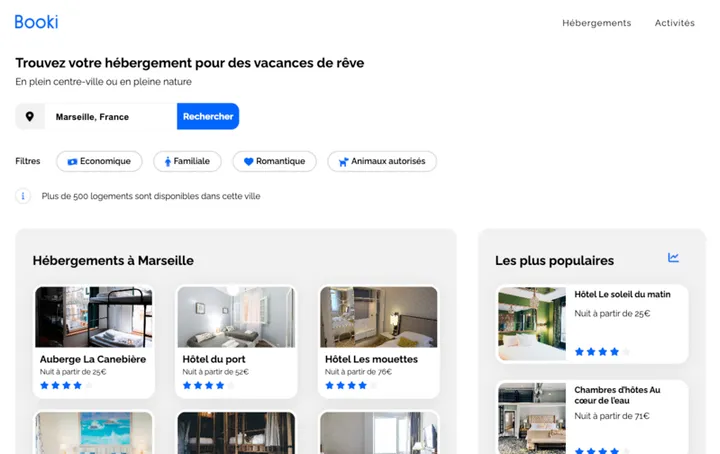 Booki
Hébergements
Activités
Trouvez votre hébergement pour des vacances de rêve
En plein centre-ville ou en pleine nature
Marseille, France
Rechercher
Filtres
Economique
Familiale
Romantique
Animaux autorisés
Plus de 500 logements sont disponibles dans cette ville
Hébergements à Marseille
Auberge La Canebière
Nuit à partir de 25€
Hôtel du port
Nuit à partir de 52€
Hôtel Les mouettes
Nuit à partir de 76€
Les plus populaires
Hôtel Le soleil du matin
Nuit à partir de 25€
Chambres d'hôtes Au
cœur de l'eau
Nuit à partir de 71€